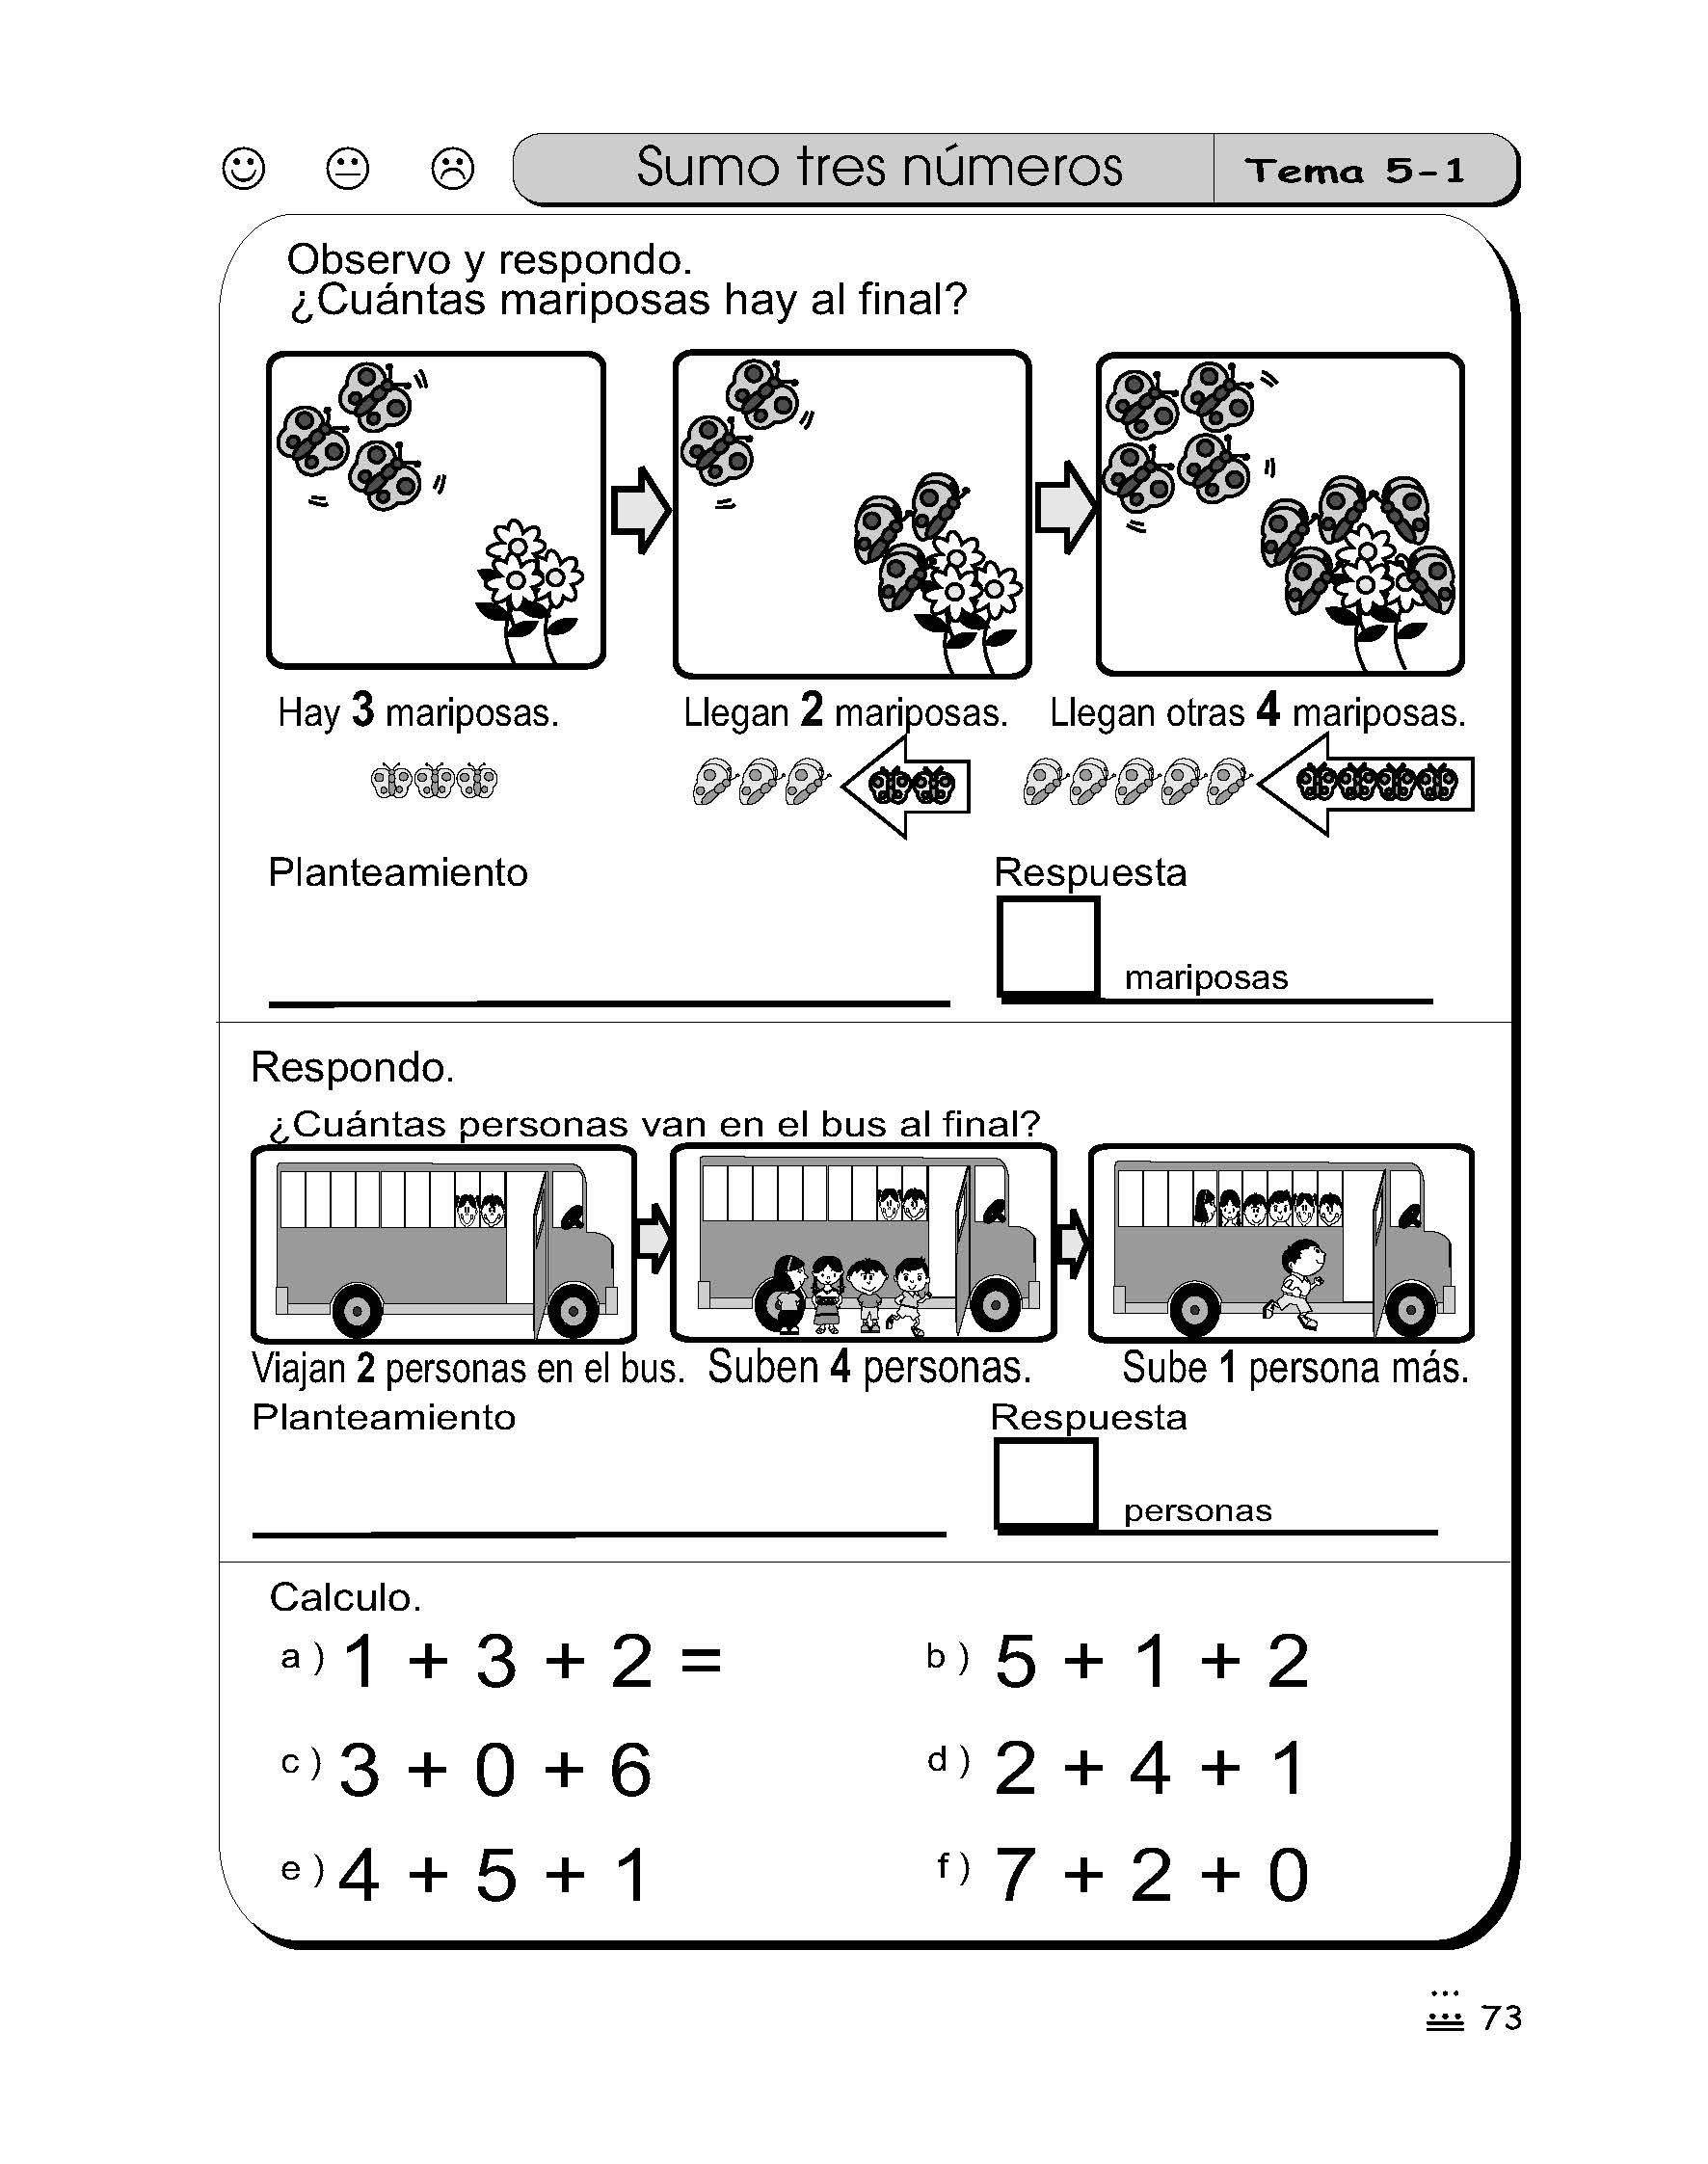 Sumo tres números
Tema 5-1
Observo y respondo.
¿Cuántas mariposas hay al final?
Hay 3 mariposas.
Llegan 2 mariposas.
Llegan otras 4 mariposas.
Planteamiento
Respuesta
mariposas
Respondo.
¿Cuántas personas van en el bus al final?
Viajan 2 personas en el bus.
Suben 4 personas.
Sube 1 persona más.
Planteamiento
Respuesta
personas
Calculo.
a ) 1 + 3 + 2 =
b ) 5 + 1 + 2
c ) 3 + 0 + 6
d ) 2 + 4 + 1
e ) 4 + 5 + 1
f ) 7 + 2 + 0
73